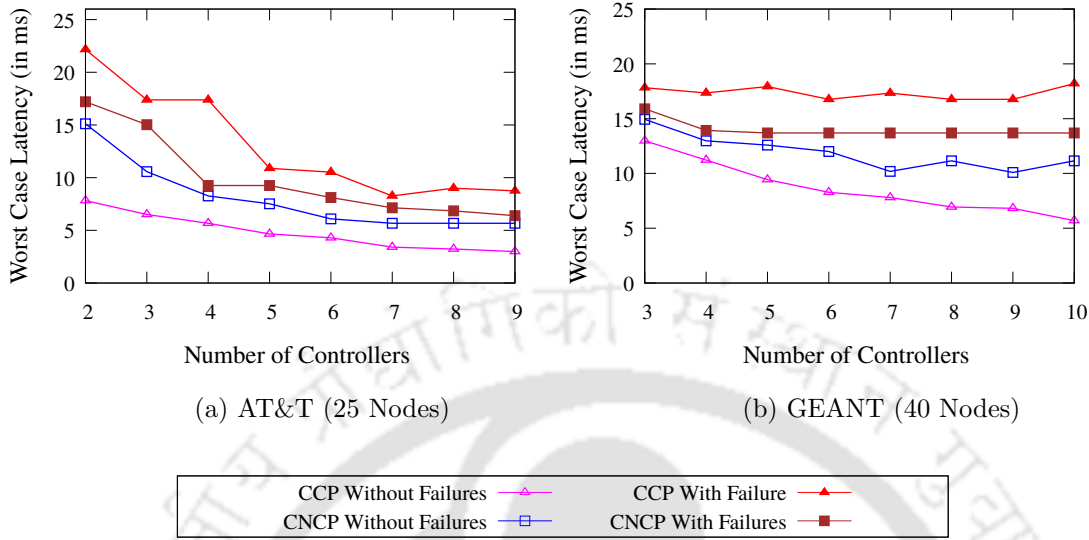 Worst Case Latency (in ms)
25
20
15
10
5
0
2 3 4 5 6 7 8 9
Number of Controllers
(a) AT&T (25 Nodes)
Worst Case Latency (in ms)
25
20
15
10
5
0
3 4 5 6 7 8 9 10
Number of Controllers
(b) GEANT (40 Nodes)
CCP Without Failures CCP With Failure
CNCP Without Failures CNCP With Failures